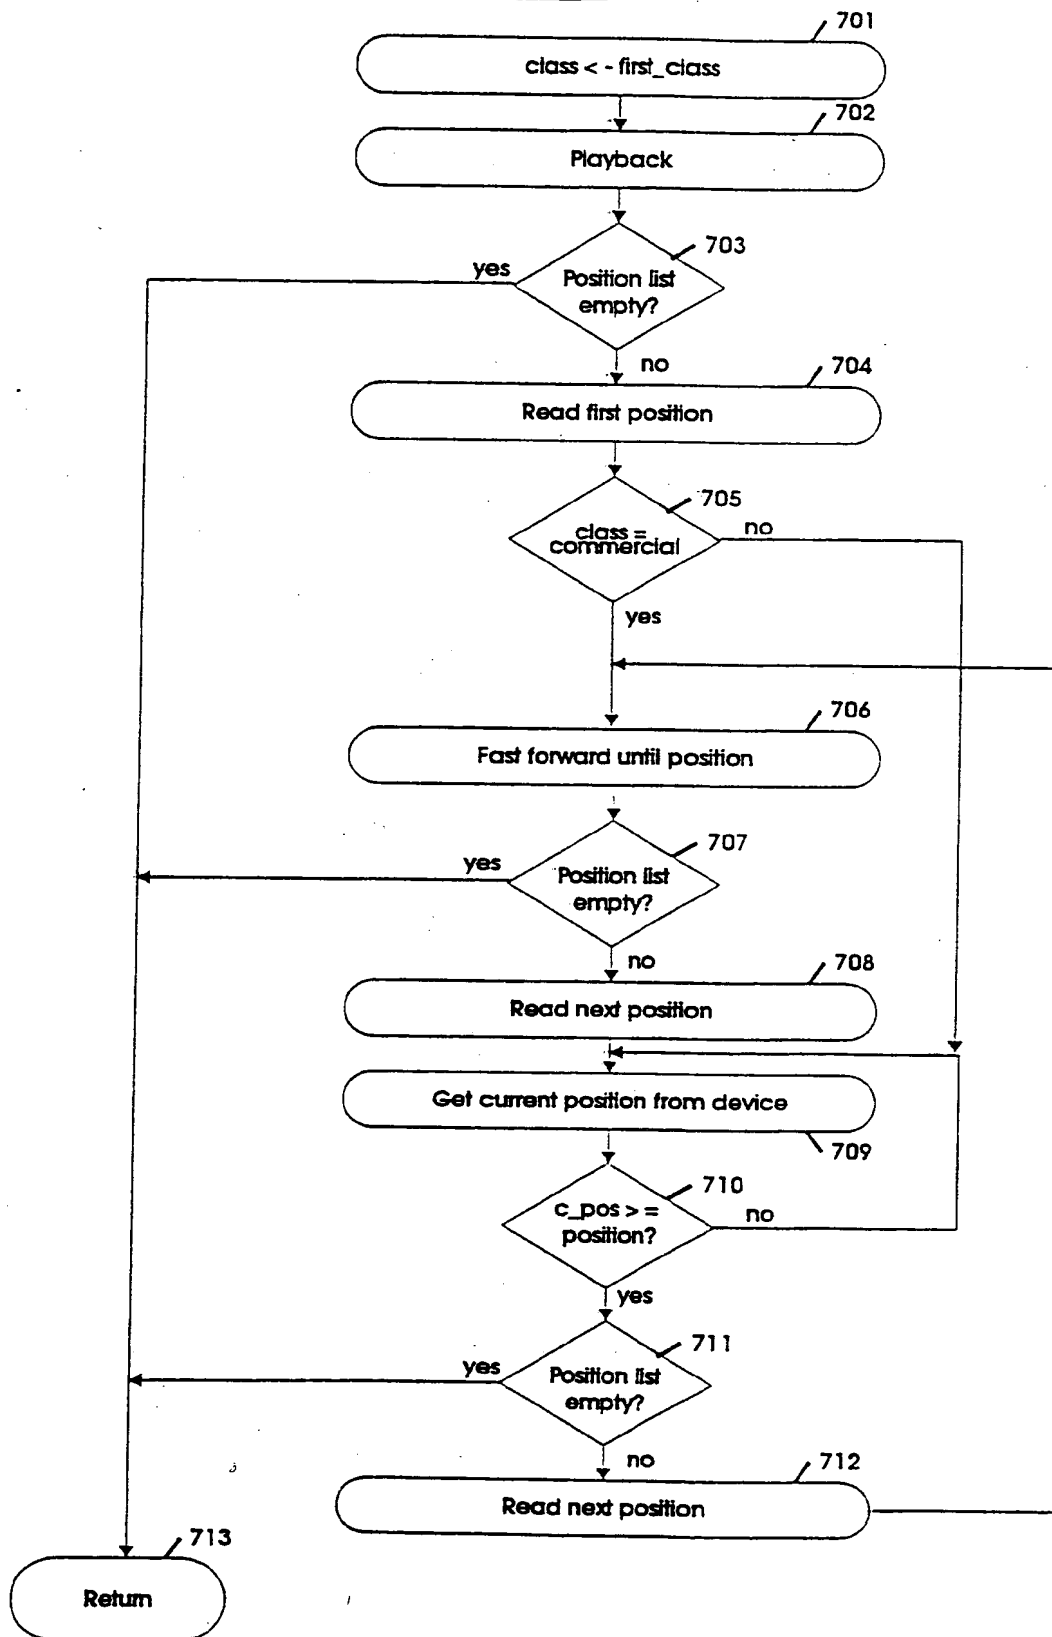 701
class < - first_class
702
Playback
703
yes
Position list
empty?
no
704
Read first position
705
class =
commercial
no
yes
706
Fast forward until position
707
yes
Position list
empty?
no
708
Read next position
Get current position from device
709
710
c_pos > =
position?
no
yes
711
yes
Position list
empty?
no
712
Read next position
713
Return